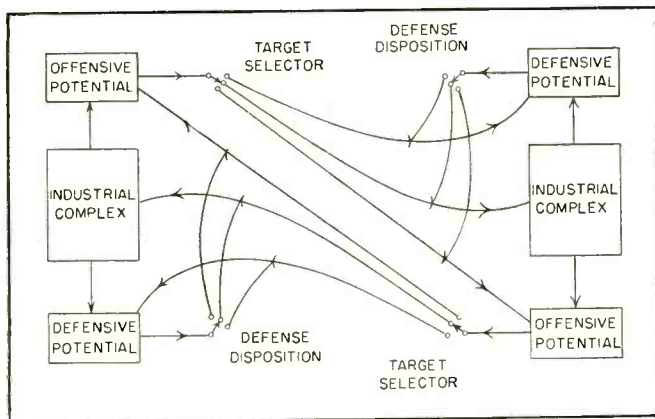 OFFENSIVE
POTENTIAL
TARGET
SELECTOR
DEFENSE
DISPOSITION
DEFENSIVE
POTENTIAL
INDUSTRIAL
COMPLEX
INDUSTRIAL
COMPLEX
DEFENSIVE
POTENTIAL
DEFENSE
DISPOSITION
TARGET
SELECTOR
OFFENSIVE
POTENTIAL